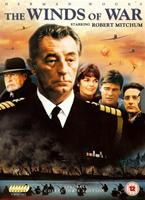 HERMAN WOUK'S
THE WINDS OF WAR
STARRING ROBERT MITCHUM
12